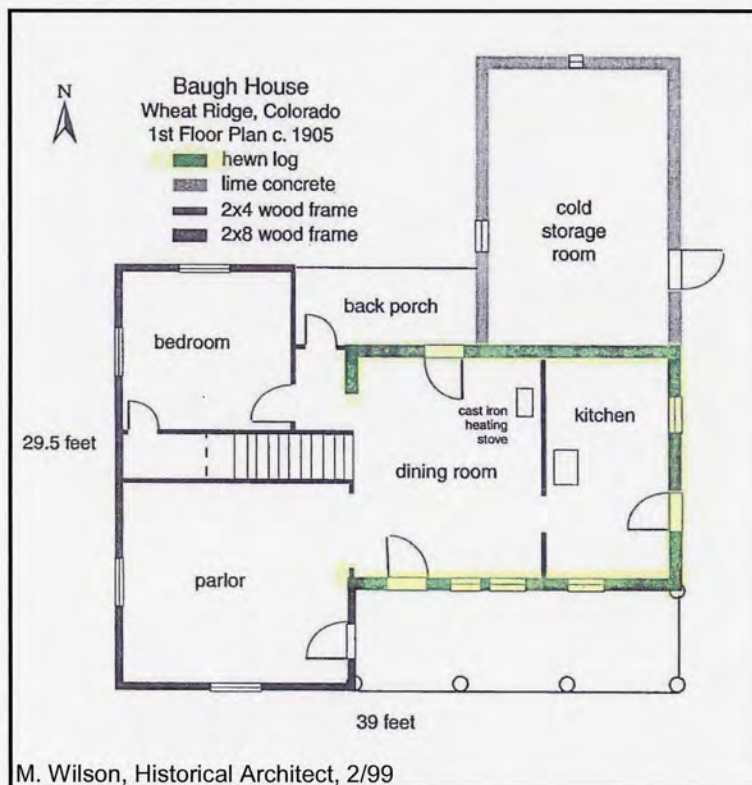 N
Baugh House
Wheat Ridge, Colorado
1st Floor Plan c. 1905
hewn log
lime concrete
2x4 wood frame
2x8 wood frame
cold
storage
room
back porch
bedroom
cast iron
heating
stove
kitchen
29.5 feet
dining room
parlor
39 feet
M. Wilson, Historical Architect, 2/99